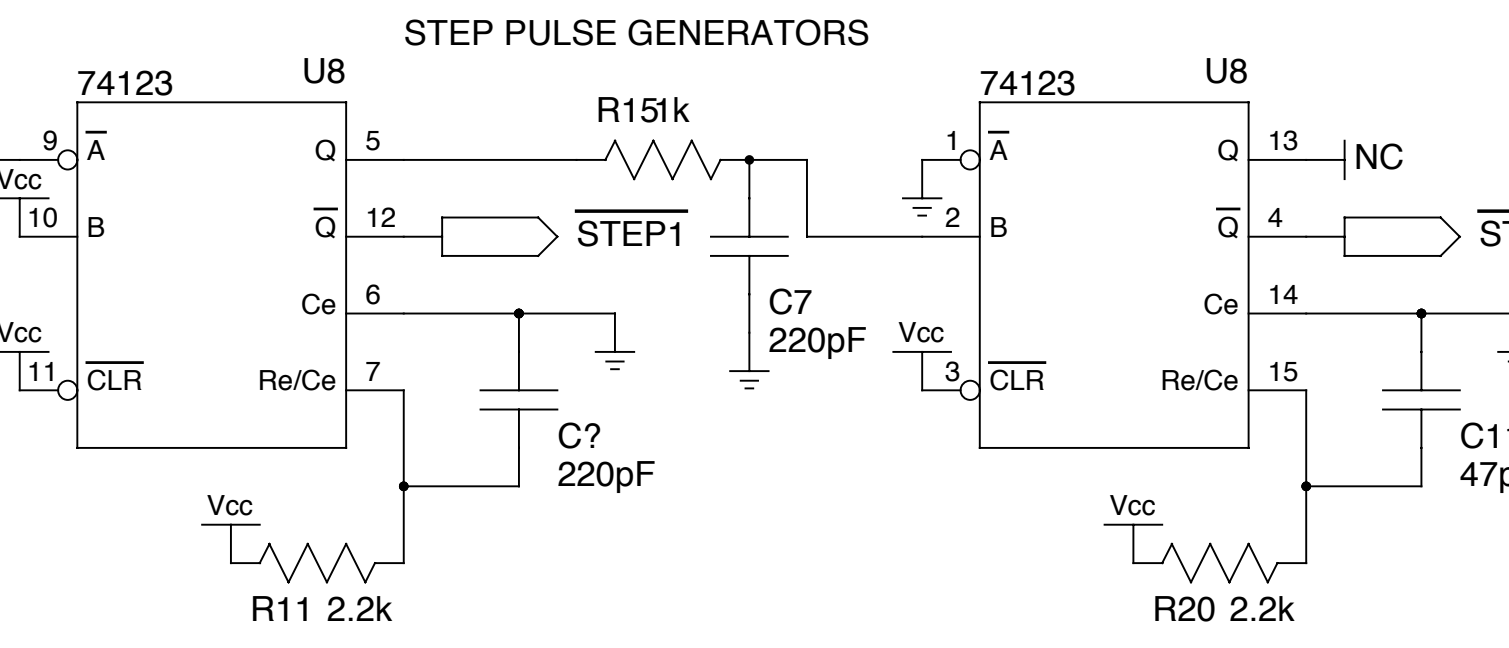 STEP PULSE GENERATORS
74123 U8
9 A Q 5
Vcc
10 B Q 12 STEP1
Ce 6
Vcc
11 CLR Re/Ce 7
C?
220pF
Vcc
R11 2.2k
R15 1k
C7
220pF
74123 U8
1 A Q 13 NC
2 B Q 4
Ce 14
Vcc
3 CLR Re/Ce 15
Vcc
R20 2.2k